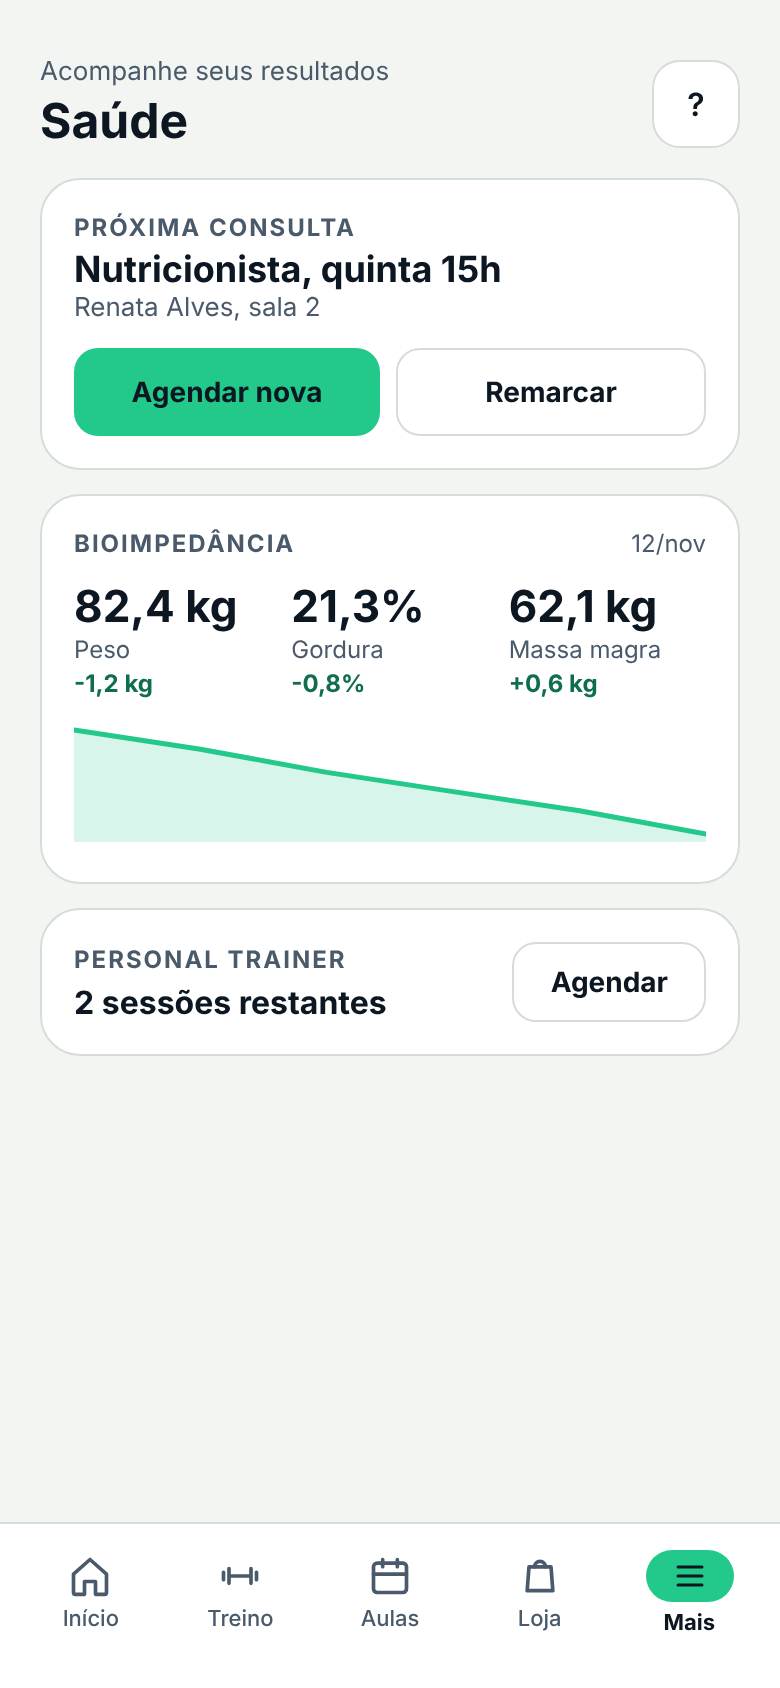 Acompanhe seus resultados
Saúde
?
PRÓXIMA CONSULTA
Nutricionista, quinta 15h
Renata Alves, sala 2
Agendar nova
Remarcar
BIOIMPEDÂNCIA
12/nov
82,4 kg
21,3%
62,1 kg
Peso
Gordura
Massa magra
-1,2 kg
-0,8%
+0,6 kg
PERSONAL TRAINER
2 sessões restantes
Agendar
Início
Treino
Aulas
Loja
Mais